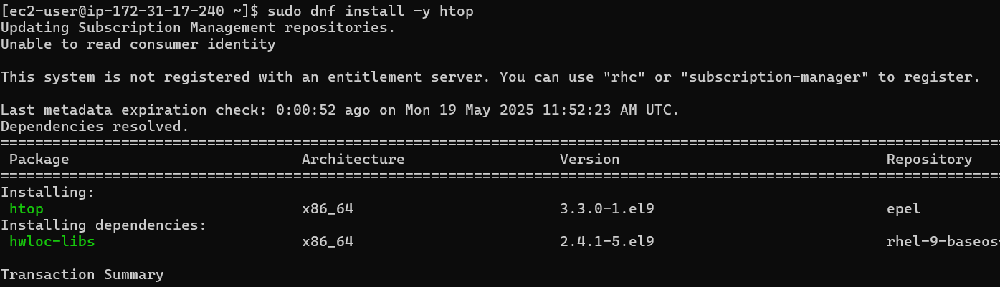 [ec2-user@ip-172-31-17-240 ~]$ sudo dnf install -y htop
Updating Subscription Management repositories.
Unable to read consumer identity
This system is not registered with an entitlement server. You can use "rhc" or "subscription-manager" to register.
Last metadata expiration check: 0:00:52 ago on Mon 19 May 2025 11:52:23 AM UTC.
Dependencies resolved.
====================================================================================================================
Package Architecture Version Repository
====================================================================================================================
Installing:
htop x86_64 3.3.0-1.el9 epel
Installing dependencies:
hwloc-libs x86_64 2.4.1-5.el9 rhel-9-baseos-
Transaction Summary